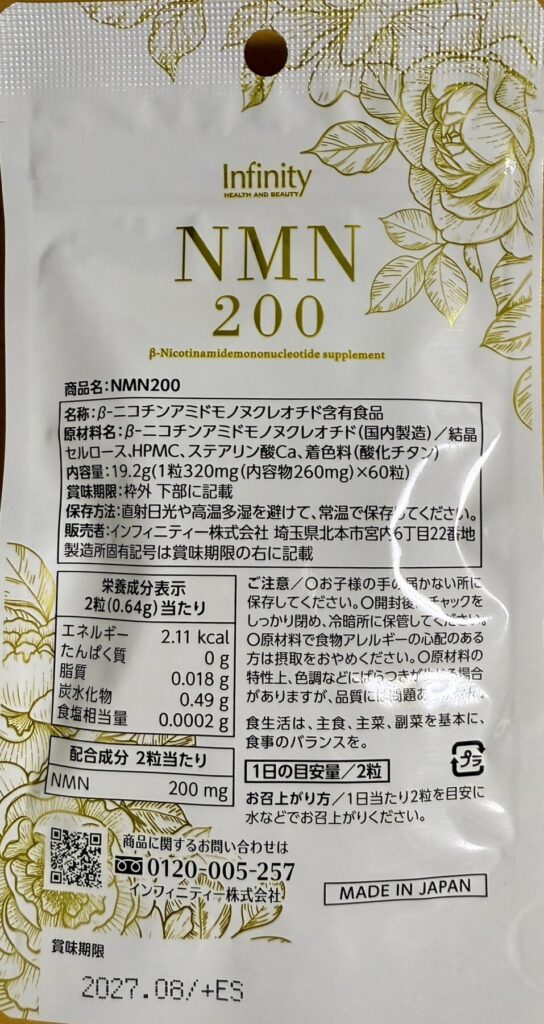 Infinity
HEALTH AND BEAUTY
NMN
200
β-Nicotinamidemononucleotide supplement
商品名:NMN200
名称:β-ニコチンアミドモノヌクレオチド含有食品
原材料名:β-ニコチンアミドモノヌクレオチド(国内製造)/結晶
セルロース,HPMC、ステアリン酸Ca、着色料(酸化チタン)
内容量:19.2g(1粒320mg(内容物260mg)×60粒)
賞味期限:枠外 下部に記載
保存方法:直射日光や高温多湿を避けて、常温で保存してください。
販売者:インフィニティー株式会社 埼玉県北本市宮内6丁目22番地
製造所固有記号は賞味期限の右に記載
栄養成分表示
2粒(0.64g)当たり
エネルギー 2.11 kcal
たんぱく質 0 g
脂質 0.018 g
炭水化物 0.49 g
食塩相当量 0.0002 g
配合成分 2粒当たり
NMN 200 mg
ご注意/〇お子様の手の届かない所に
保存してください。〇開封後、チャックを
しっかり閉め、冷暗所に保管してください。
〇原材料で食物アレルギーの心配のある
方は摂取をおやめください。〇原材料の
特性上、色調などにばらつきが生じる場合
がありますが、品質には問題ありません。
食生活は、主食、主菜、副菜を基本に、
食事のバランスを。
1日の目安量/2粒
プラ
お召上がり方/1日当たり2粒を目安に
水などでお召上がりください。
商品に関するお問い合わせは
0120-005-257
インフィニティー株式会社
MADE IN JAPAN
賞味期限
2027.08/+ES